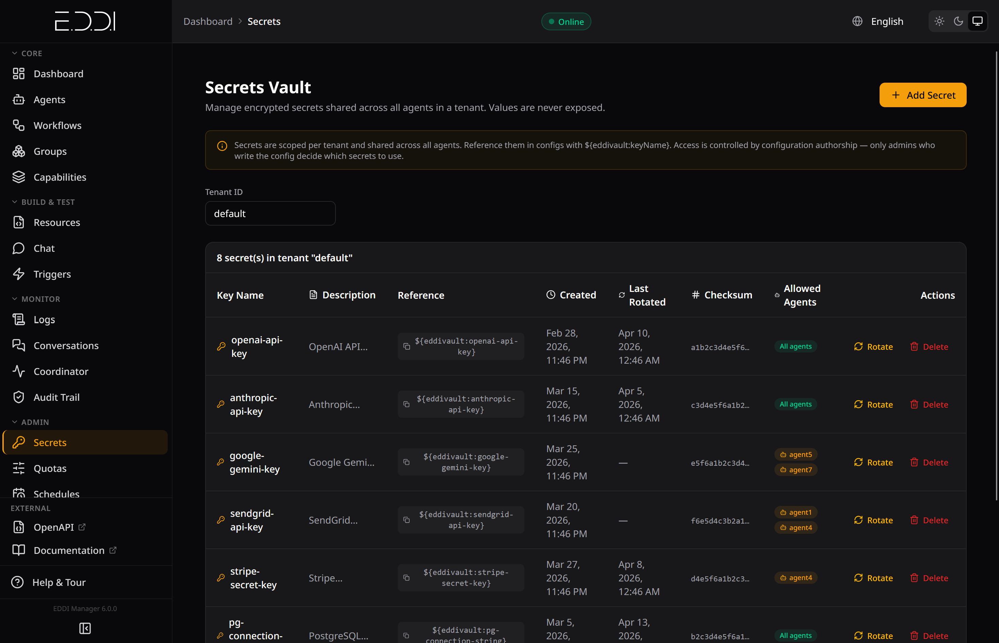 E.D.D.I
CORE
Dashboard
Agents
Workflows
Groups
Capabilities
BUILD & TEST
Resources
Chat
Triggers
MONITOR
Logs
Conversations
Coordinator
Audit Trail
ADMIN
Secrets
Quotas
Schedules
EXTERNAL
OpenAPI
Documentation
Help & Tour
EDDI Manager 6.0.0
Dashboard > Secrets
Online
English
Secrets Vault
Manage encrypted secrets shared across all agents in a tenant. Values are never exposed.
+ Add Secret
Secrets are scoped per tenant and shared across all agents. Reference them in configs with ${eddivault:keyName}. Access is controlled by configuration authorship — only admins who
write the config decide which secrets to use.
Tenant ID
default
8 secret(s) in tenant "default"
Key Name
Description
Reference
Created
Last
Rotated
# Checksum
Allowed
Agents
Actions
openai-api-
key
OpenAI API...
${eddivault:openai-api-
key}
Feb 28,
2026,
11:46 PM
Apr 10,
2026,
12:46 AM
a1b2c3d4e5f6…
All agents
Rotate
Delete
anthropic-
api-key
Anthropic...
${eddivault:anthropic-
api-key}
Mar 15,
2026,
11:46 PM
Apr 5,
2026,
12:46 AM
c3d4e5f6a1b2…
All agents
Rotate
Delete
google-
gemini-key
Google Gemi...
${eddivault:google-
gemini-key}
Mar 25,
2026,
11:46 PM
—
e5f6a1b2c3d4…
agent5
agent7
Rotate
Delete
sendgrid-
api-key
SendGrid...
${eddivault:sendgrid-
api-key}
Mar 20,
2026,
11:46 PM
—
f6e5d4c3b2a1…
agent1
agent4
Rotate
Delete
stripe-
secret-key
Stripe...
${eddivault:stripe-
secret-key}
Mar 27,
2026,
11:46 PM
Apr 8,
2026,
12:46 AM
d4e5f6a1b2c3…
agent4
Rotate
Delete
pg-
connection-
PostgreSQL...
${eddivault:pg-
connection-string}
Mar 5,
2026,
Apr 13,
2026,
b2c3d4e5f6a1…
All agents
Rotate
Delete